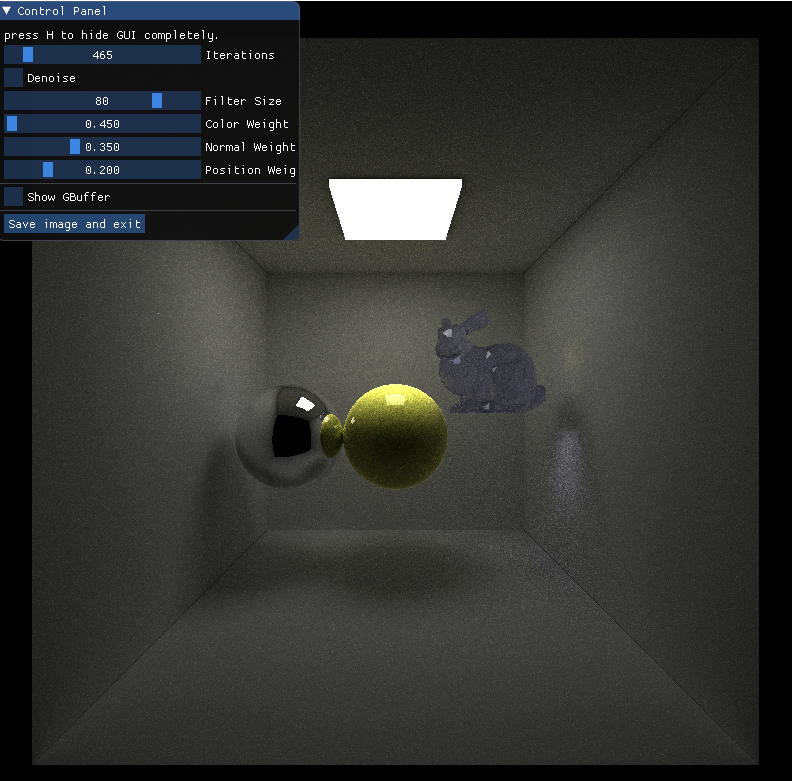 Control Panel
press H to hide GUI completely.
465 Iterations
Denoise
80 Filter Size
0.450 Color Weight
0.350 Normal Weight
0.200 Position Weig
Show GBuffer
Save image and exit